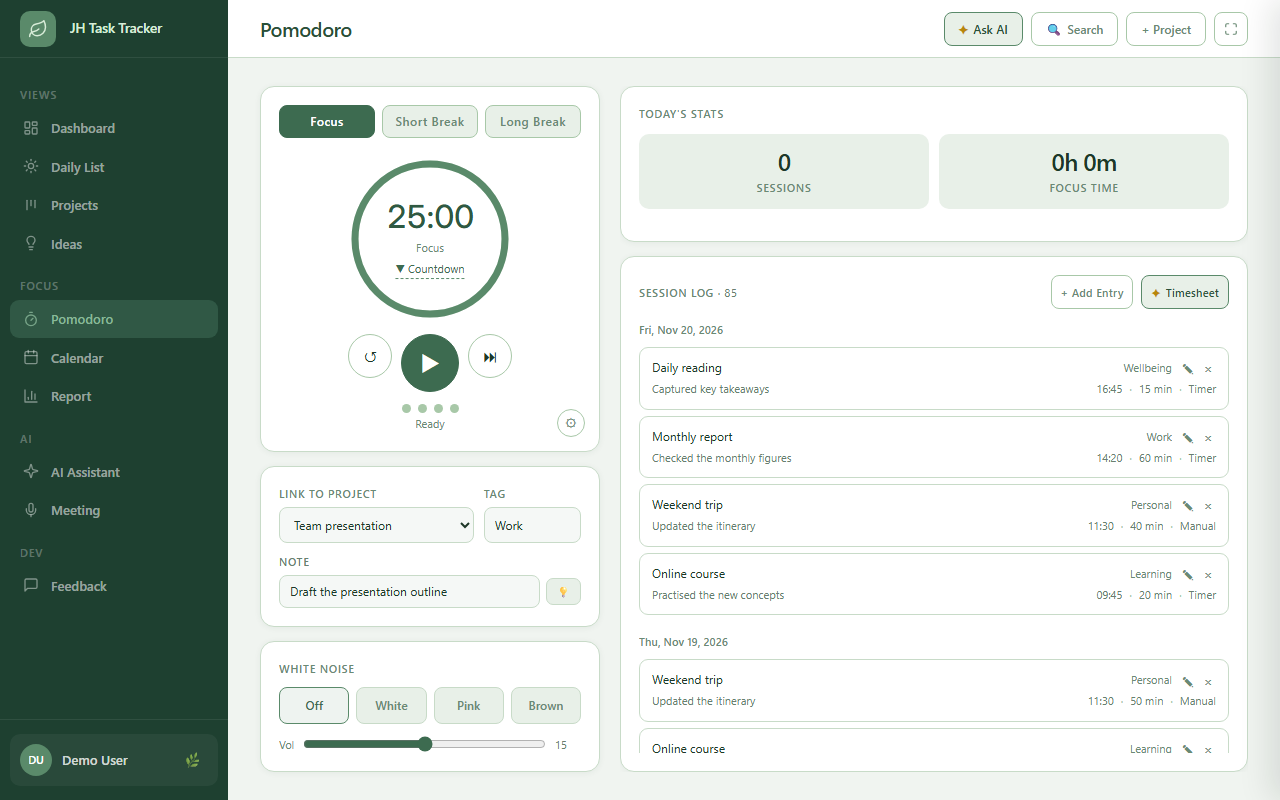 JH Task Tracker
VIEWS
Dashboard
Daily List
Projects
Ideas
FOCUS
Pomodoro
Calendar
Report
AI
AI Assistant
Meeting
DEV
Feedback
DU Demo User
Pomodoro
Ask AI
Search
+ Project
Focus
Short Break
Long Break
25:00
Focus
▼ Countdown
Ready
LINK TO PROJECT
TAG
Team presentation
Work
NOTE
Draft the presentation outline
WHITE NOISE
Off
White
Pink
Brown
Vol
15
TODAY'S STATS
0
SESSIONS
0h 0m
FOCUS TIME
SESSION LOG · 85
+ Add Entry
Timesheet
Fri, Nov 20, 2026
Daily reading
Wellbeing
Captured key takeaways
16:45 · 15 min · Timer
Monthly report
Work
Checked the monthly figures
14:20 · 60 min · Timer
Weekend trip
Personal
Updated the itinerary
11:30 · 40 min · Manual
Online course
Learning
Practised the new concepts
09:45 · 20 min · Timer
Thu, Nov 19, 2026
Weekend trip
Personal
Updated the itinerary
11:30 · 50 min · Manual
Online course
Learning